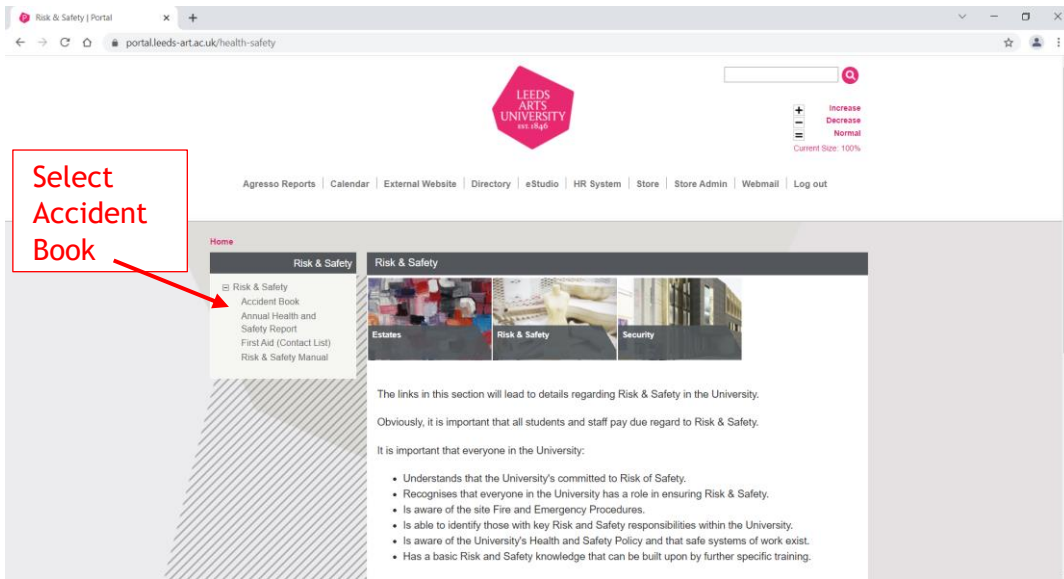 Risk & Safety | Portal
portal.leeds-art.ac.uk/health-safety
LEEDS
ARTS
UNIVERSITY
est.1846
+ Increase
− Decrease
= Normal
Current Size: 100%
Select
Accident
Book
Agresso Reports | Calendar | External Website | Directory | eStudio | HR System | Store | Store Admin | Webmail | Log out
Home
Risk & Safety
Risk & Safety
Accident Book
Annual Health and
Safety Report
First Aid (Contact List)
Risk & Safety Manual
Risk & Safety
Estates
Risk & Safety
Security
The links in this section will lead to details regarding Risk & Safety in the University.
Obviously, it is important that all students and staff pay due regard to Risk & Safety.
It is important that everyone in the University:
• Understands that the University's committed to Risk of Safety.
• Recognises that everyone in the University has a role in ensuring Risk & Safety.
• Is aware of the site Fire and Emergency Procedures.
• Is able to identify those with key Risk and Safety responsibilities within the University.
• Is aware of the University's Health and Safety Policy and that safe systems of work exist.
• Has a basic Risk and Safety knowledge that can be built upon by further specific training.